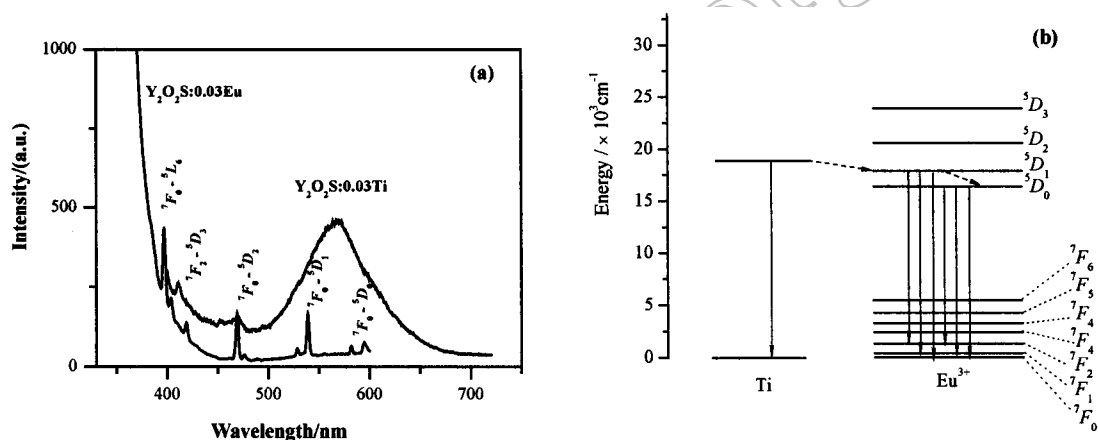 (a)
1000
500
0
Intensity/(a.u.)
Y₂O₂S:0.03Eu
⁷F₀-⁵L₆
⁷F₂-⁵D₃
⁷F₀-⁵D₂
Y₂O₂S:0.03Ti
⁷F₀-⁵D₁
⁷F₀-⁵D₀
400 500 600 700
Wavelength/nm
(b)
Energy / × 10³cm⁻¹
30
25
20
15
10
5
0
⁵D₃
⁵D₂
⁵D₁
⁵D₀
⁷F₆
⁷F₅
⁷F₄
⁷F₄
⁷F₂
⁷F₁
⁷F₀
Ti
Eu³⁺